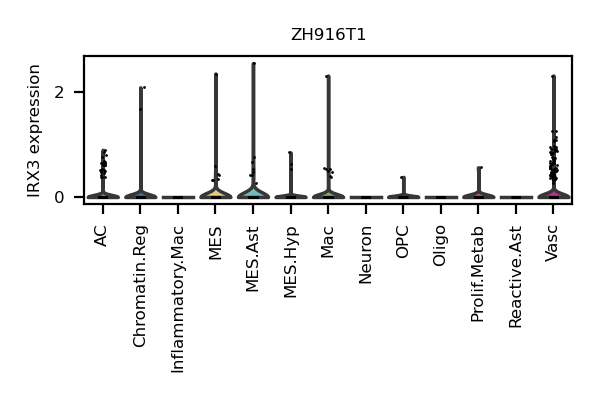 ZH916T1
IRX3 expression
2
0
AC
Chromatin.Reg
Inflammatory.Mac
MES
MES.Ast
MES.Hyp
Mac
Neuron
OPC
Oligo
Prolif.Metab
Reactive.Ast
Vasc